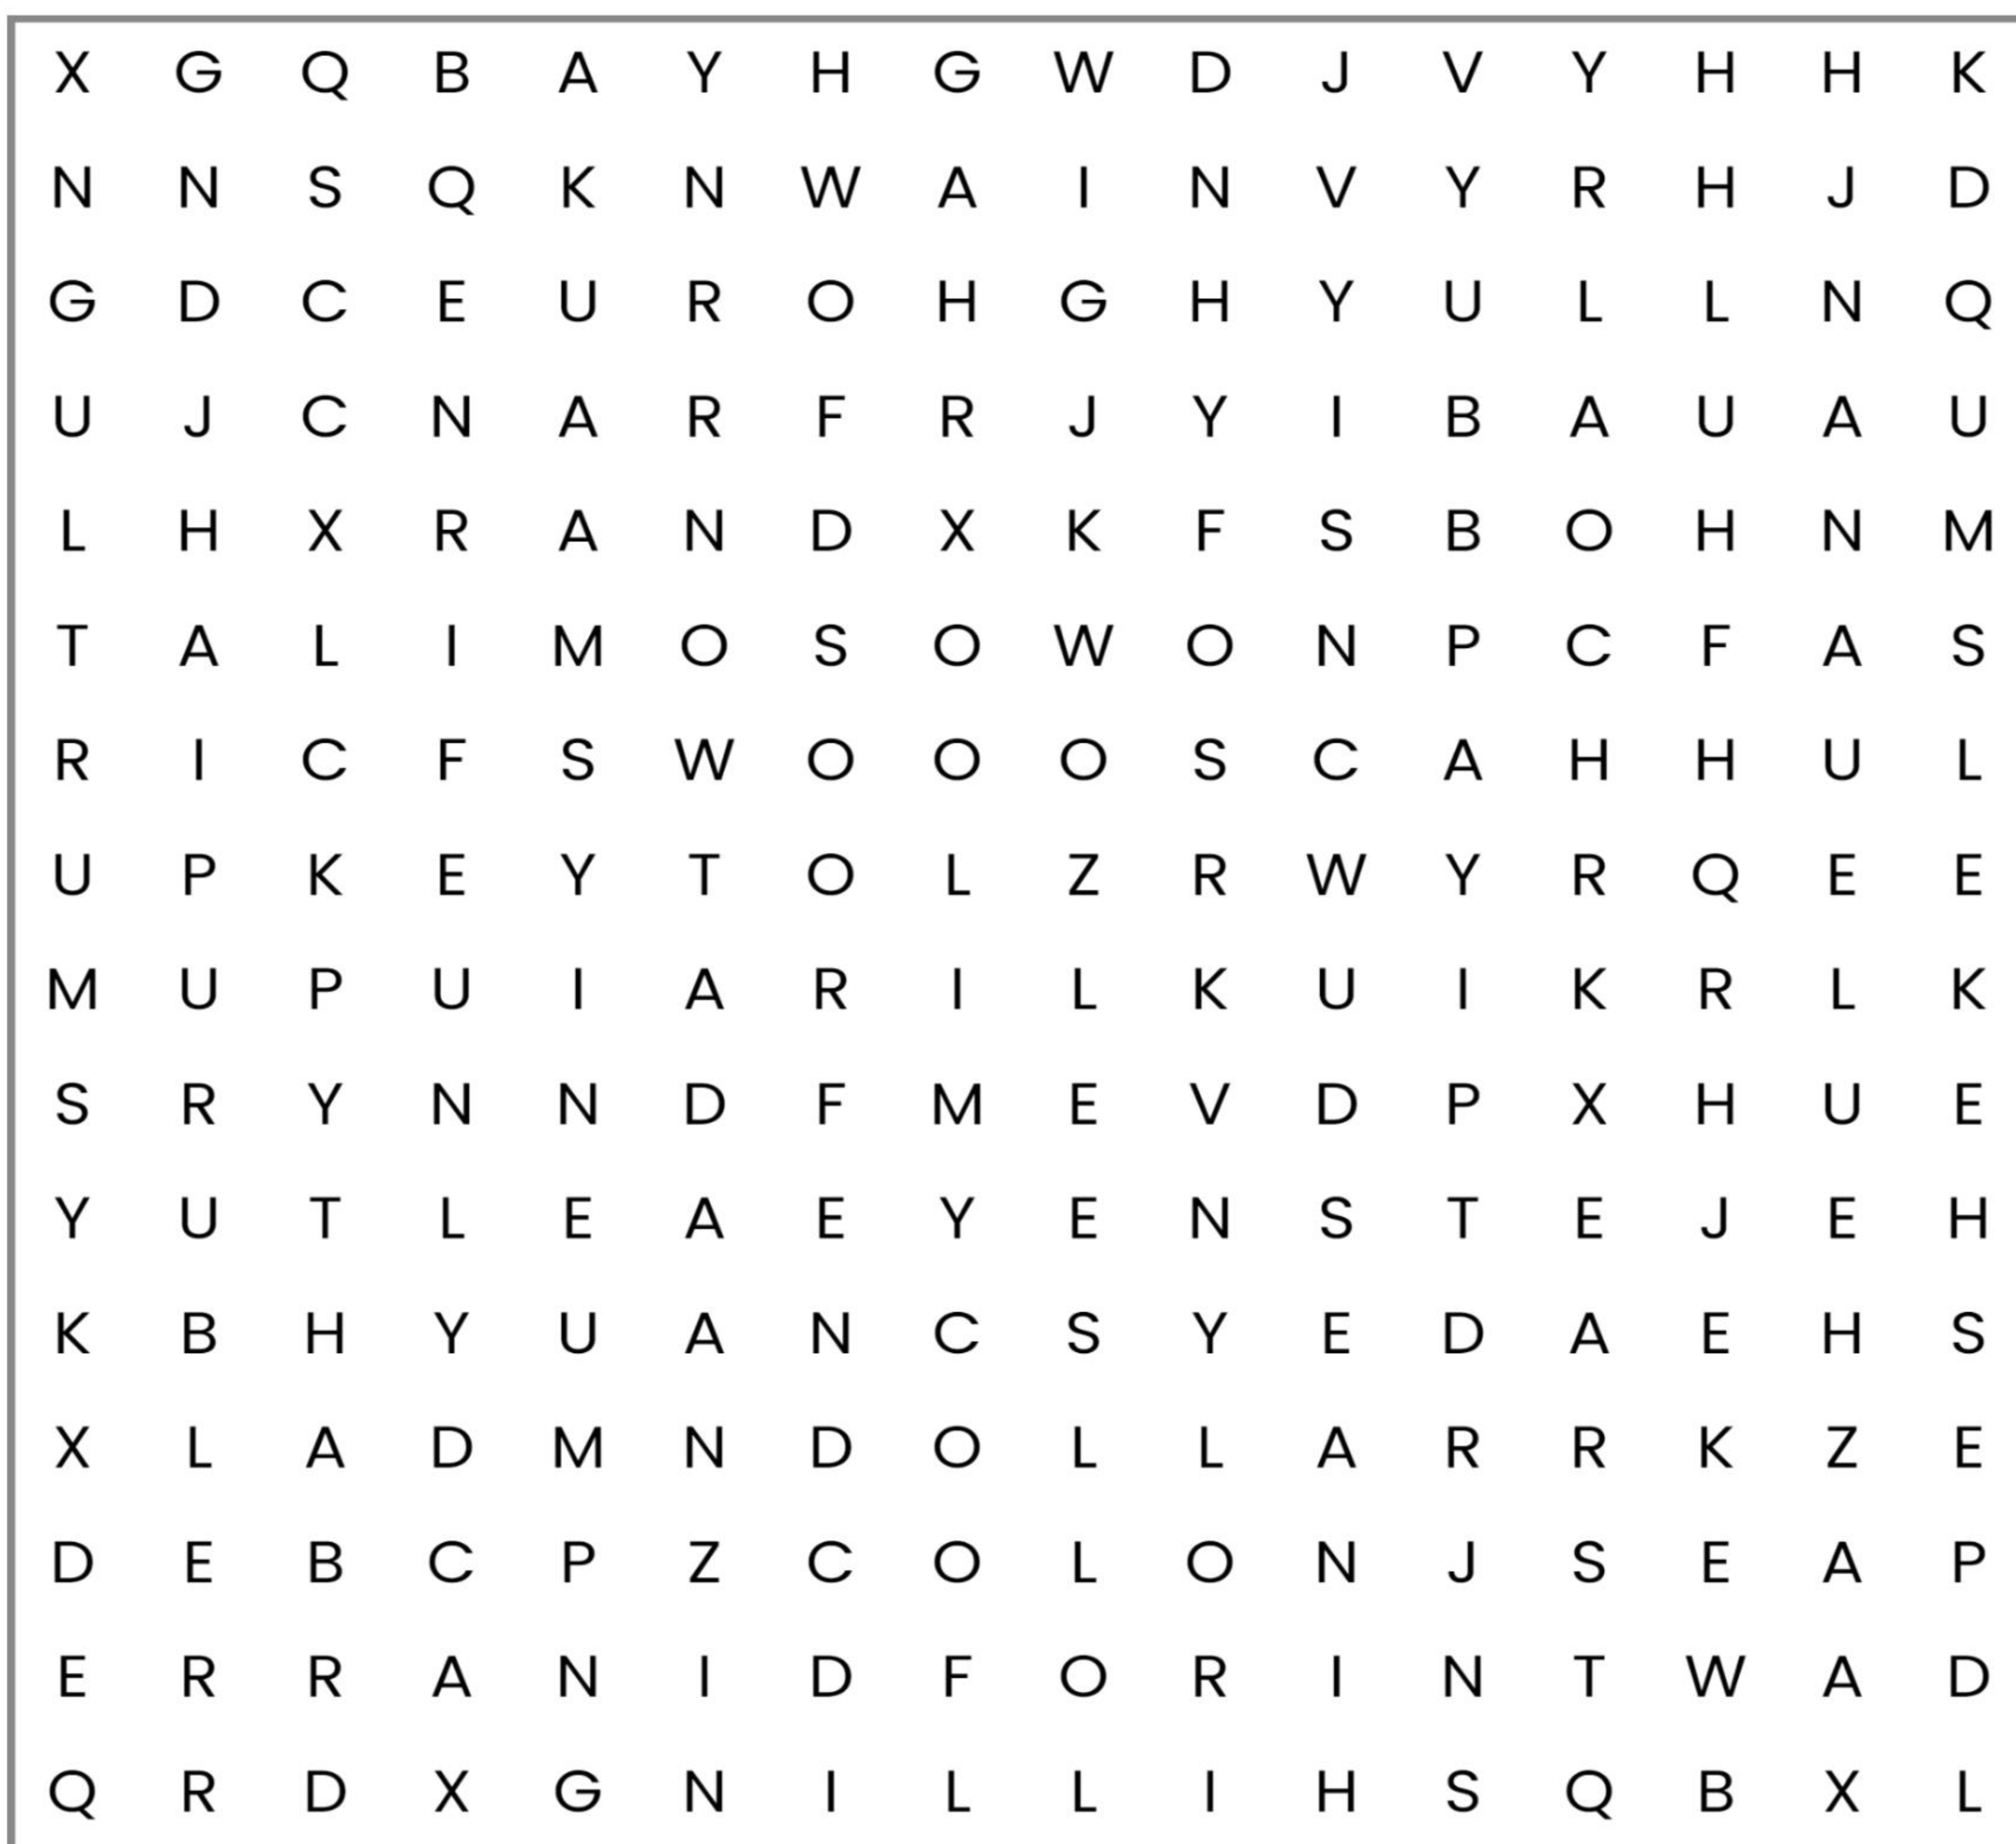 X G Q B A Y H G W D J V Y H H K
N N S Q K N W A I N V Y R H J D
G D C E U R O H G H Y U L L N Q
U J C N A R F R J Y I B A U A U
L H X R A N D X K F S B O H N M
T A L I M O S O W O N P C F A S
R I C F S W O O O S C A H H U L
U P K E Y T O L Z R W Y R Q E E
M U P U I A R I L K U I K R L K
S R Y N N D F M E V D P X H U E
Y U T L E A E Y E N S T E J E H
K B H Y U A N C S Y E D A E H S
X L A D M N D O L L A R R K Z E
D E B C P Z C O L O N J S E A P
E R R A N I D F O R I N T W A D
Q R D X G N I L L I H S Q B X L